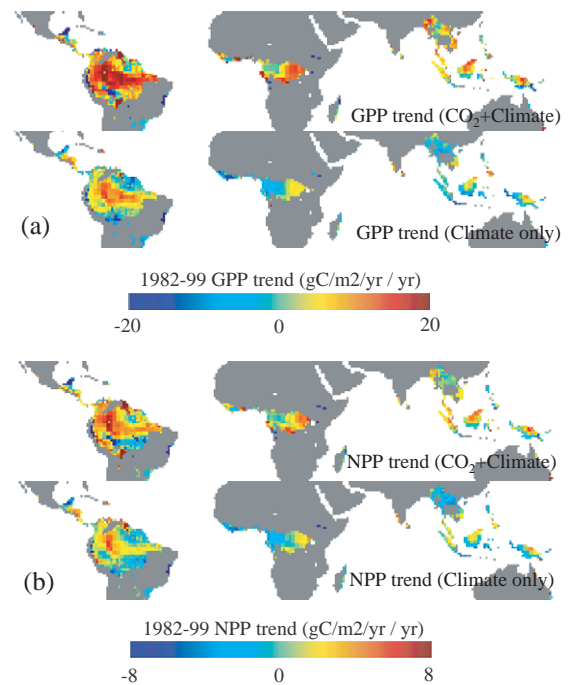 GPP trend (CO2+Climate)
(a)
GPP trend (Climate only)
1982-99 GPP trend (gC/m2/yr / yr)
-20 0 20
NPP trend (CO2+Climate)
(b)
NPP trend (Climate only)
1982-99 NPP trend (gC/m2/yr / yr)
-8 0 8